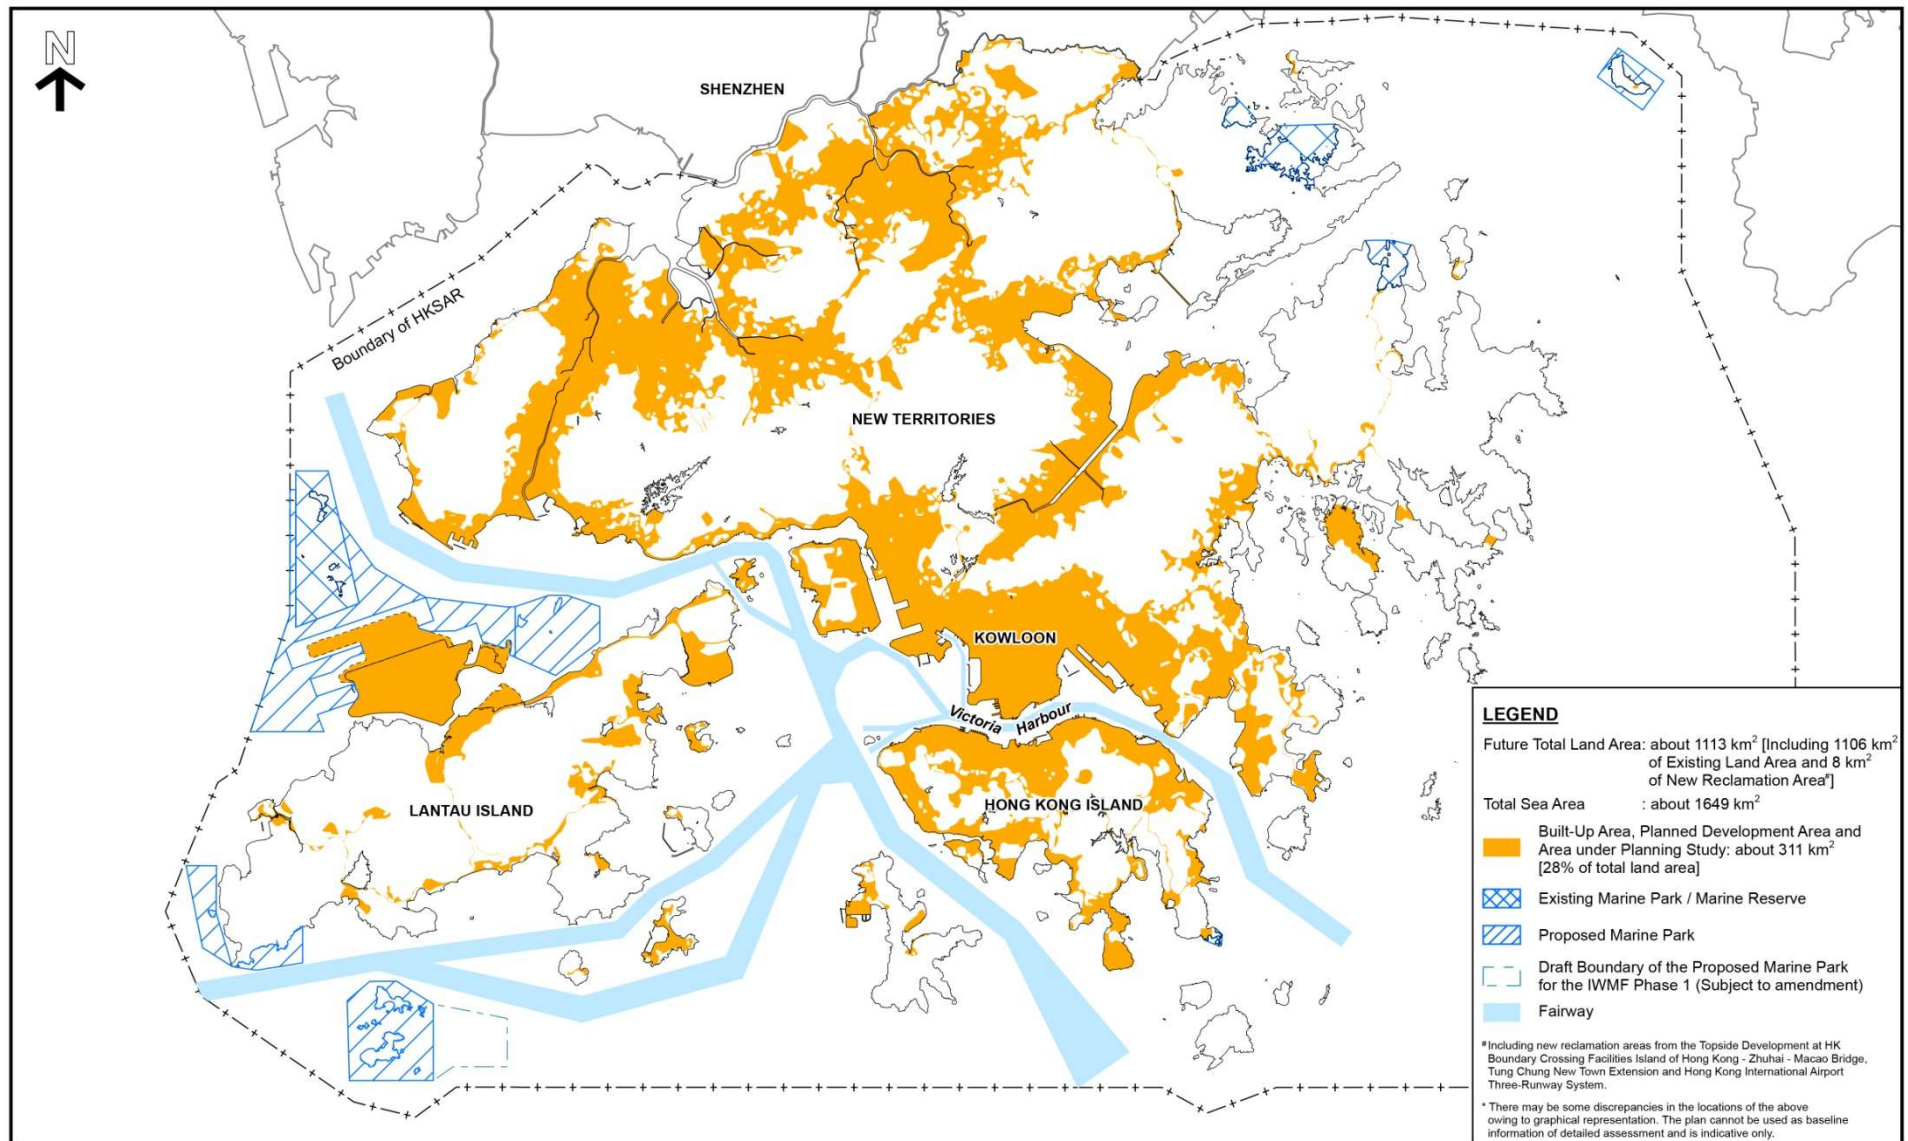 N
SHENZHEN
Boundary of HKSAR
NEW TERRITORIES
KOWLOON
Victoria Harbour
LANTAU ISLAND
HONG KONG ISLAND
LEGEND
Future Total Land Area: about 1113 km² [Including 1106 km²
of Existing Land Area and 8 km²
of New Reclamation Area#]
Total Sea Area : about 1649 km²
Built-Up Area, Planned Development Area and
Area under Planning Study: about 311 km²
[28% of total land area]
Existing Marine Park / Marine Reserve
Proposed Marine Park
Draft Boundary of the Proposed Marine Park
for the IWMF Phase 1 (Subject to amendment)
Fairway
#Including new reclamation areas from the Topside Development at HK
Boundary Crossing Facilities Island of Hong Kong - Zhuhai - Macao Bridge,
Tung Chung New Town Extension and Hong Kong International Airport
Three-Runway System.
* There may be some discrepancies in the locations of the above
owing to graphical representation. The plan cannot be used as baseline
information of detailed assessment and is indicative only.